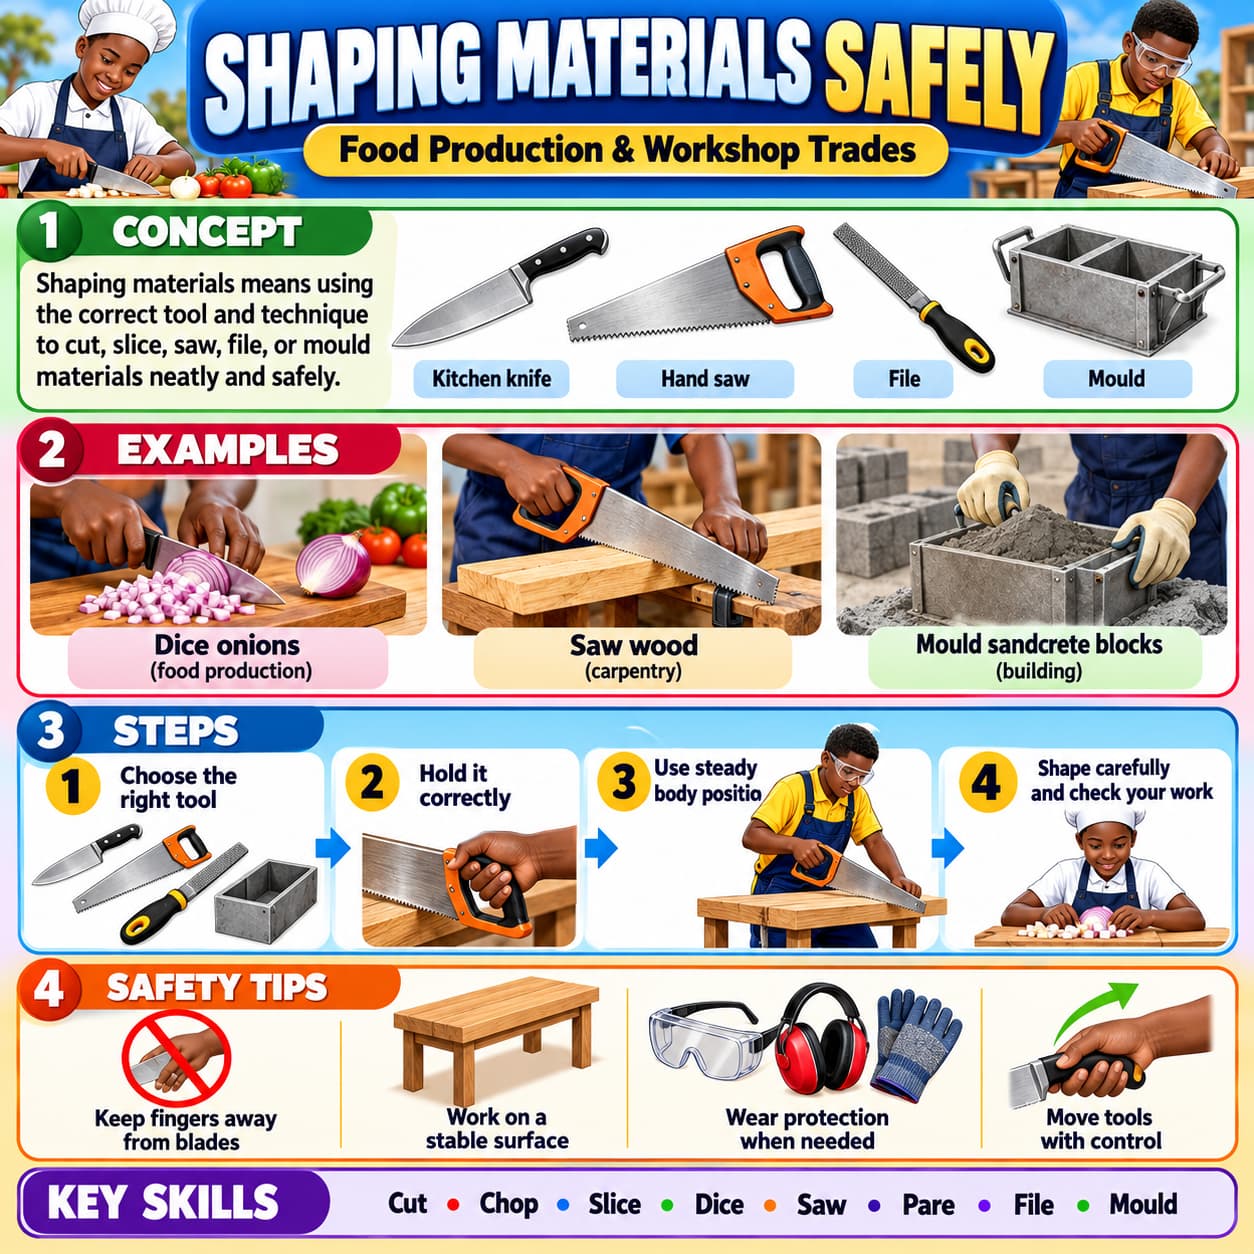 SHAPING MATERIALS SAFELY
Food Production & Workshop Trades
1 CONCEPT
Shaping materials means using
the correct tool and technique
to cut, slice, saw, file, or mould
materials neatly and safely.
Kitchen knife
Hand saw
File
Mould
2 EXAMPLES
Dice onions
(food production)
Saw wood
(carpentry)
Mould sandcrete blocks
(building)
3 STEPS
1 Choose the
right tool
2 Hold it
correctly
3 Use steady
body positio
4 Shape carefully
and check your work
4 SAFETY TIPS
Keep fingers away
from blades
Work on a
stable surface
Wear protection
when needed
Move tools
with control
KEY SKILLS
Cut • Chop • Slice • Dice • Saw • Pare • File • Mould